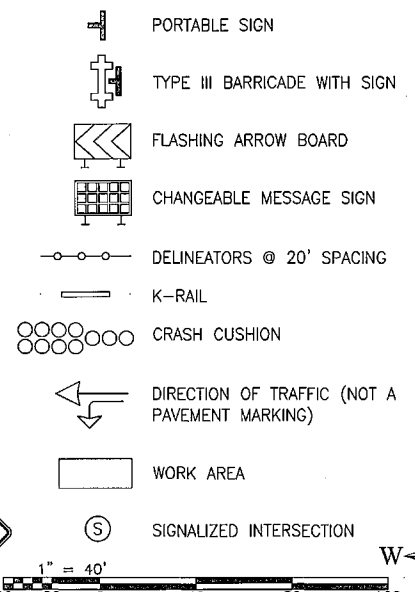 PORTABLE SIGN
TYPE III BARRICADE WITH SIGN
FLASHING ARROW BOARD
CHANGEABLE MESSAGE SIGN
DELINEATORS @ 20' SPACING
K-RAIL
CRASH CUSHION
DIRECTION OF TRAFFIC (NOT A
PAVEMENT MARKING)
WORK AREA
S SIGNALIZED INTERSECTION
W
1" = 40'